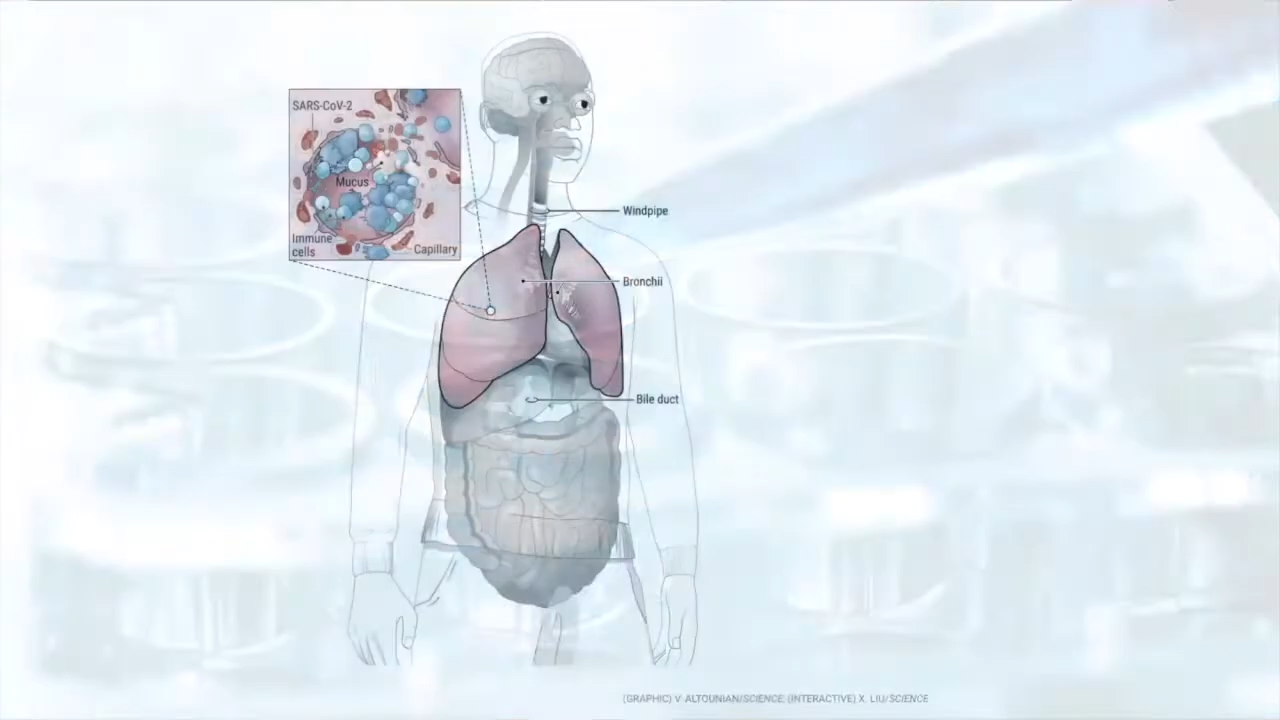 SARS-CoV-2
Mucus
Immune
cells
Capillary
Windpipe
Bronchii
Bile duct
(GRAPHIC) V. ALTOUNIAN/SCIENCE; (INTERACTIVE) X. LIU/SCIENCE